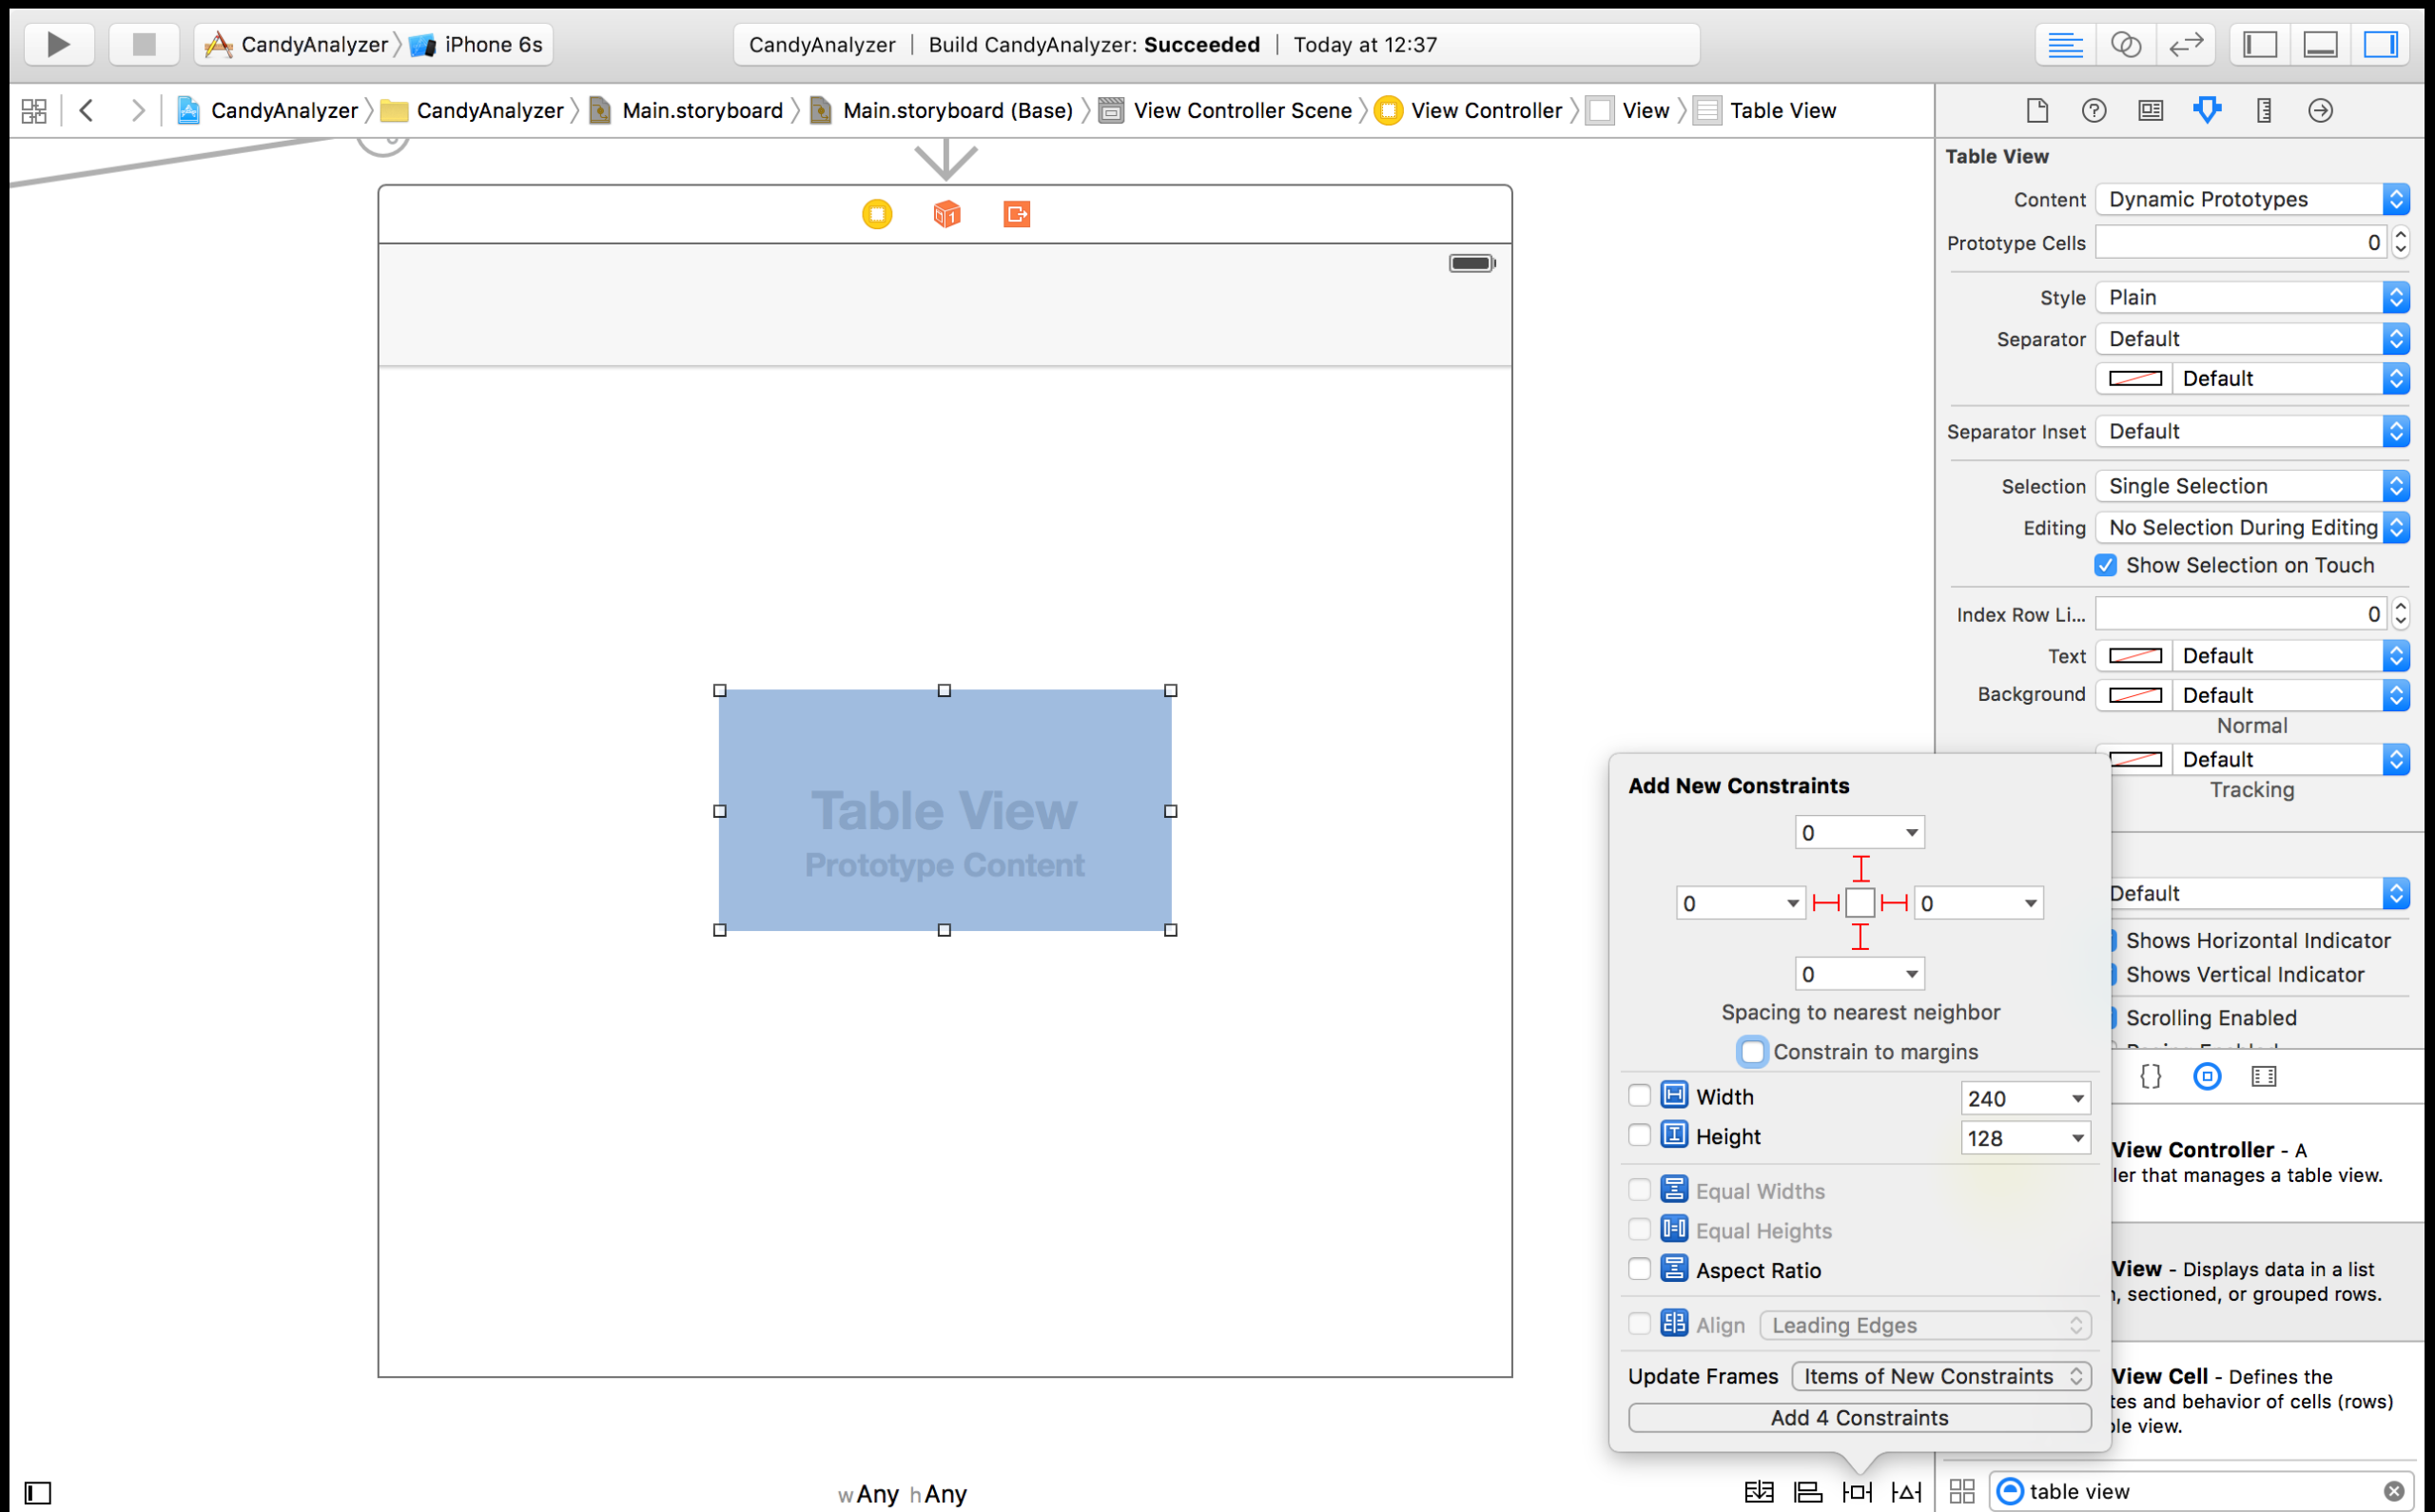 CandyAnalyzer iPhone 6s
CandyAnalyzer | Build CandyAnalyzer: Succeeded | Today at 12:37
CandyAnalyzer CandyAnalyzer Main.storyboard Main.storyboard (Base) View Controller Scene View Controller View Table View
Table View
Content Dynamic Prototypes
Prototype Cells 0
Style Plain
Separator Default
Default
Separator Inset Default
Selection Single Selection
Editing No Selection During Editing
Show Selection on Touch
Index Row Li... 0
Text Default
Background Default
Normal
Default
Tracking
Default
Shows Horizontal Indicator
Shows Vertical Indicator
Scrolling Enabled
Table View
Prototype Content
Add New Constraints
0
0 0
0
Spacing to nearest neighbor
Constrain to margins
Width 240
Height 128
Equal Widths
Equal Heights
Aspect Ratio
Align Leading Edges
Update Frames Items of New Constraints
Add 4 Constraints
{}
View Controller - A
ler that manages a table view.
View - Displays data in a list
, sectioned, or grouped rows.
View Cell - Defines the
tes and behavior of cells (rows)
le view.
wAny hAny
table view